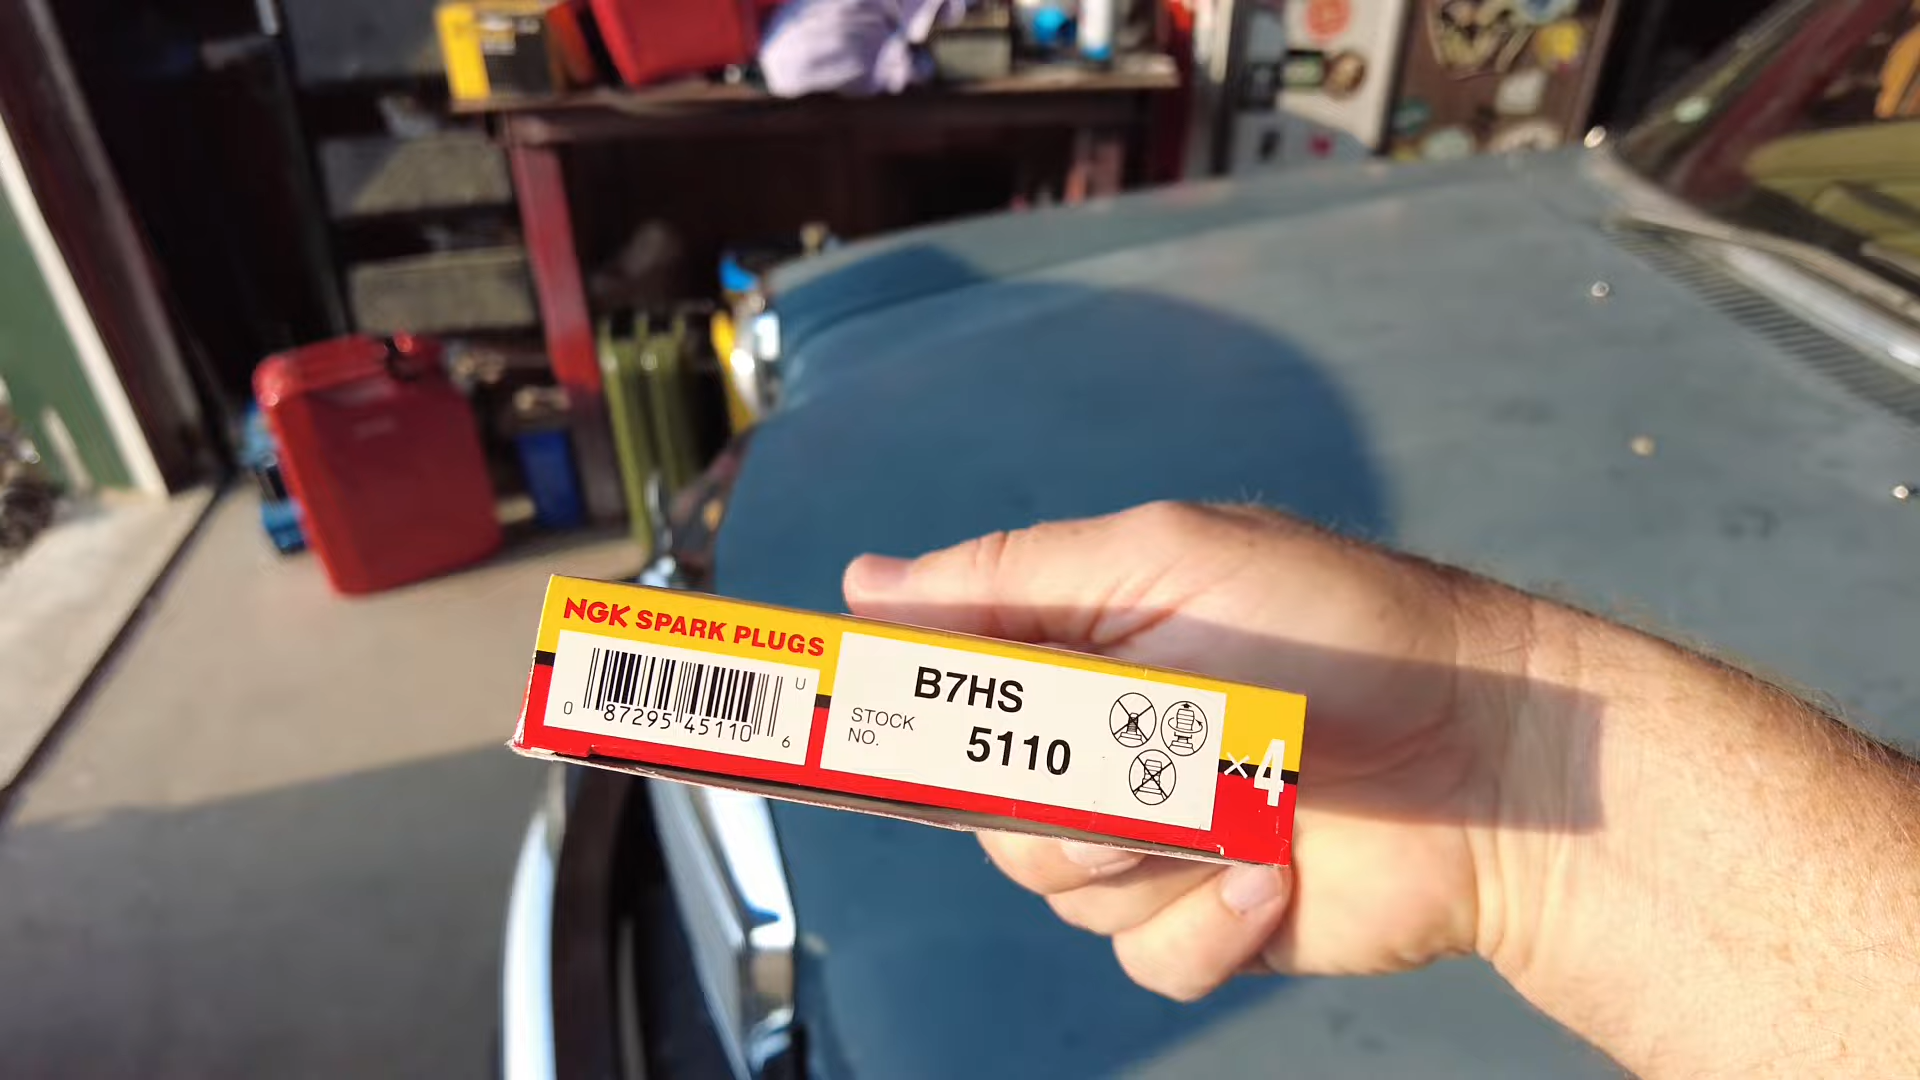 NGK SPARK PLUGS
U
0 87295 45110 6
B7HS
STOCK
NO.
5110
×4